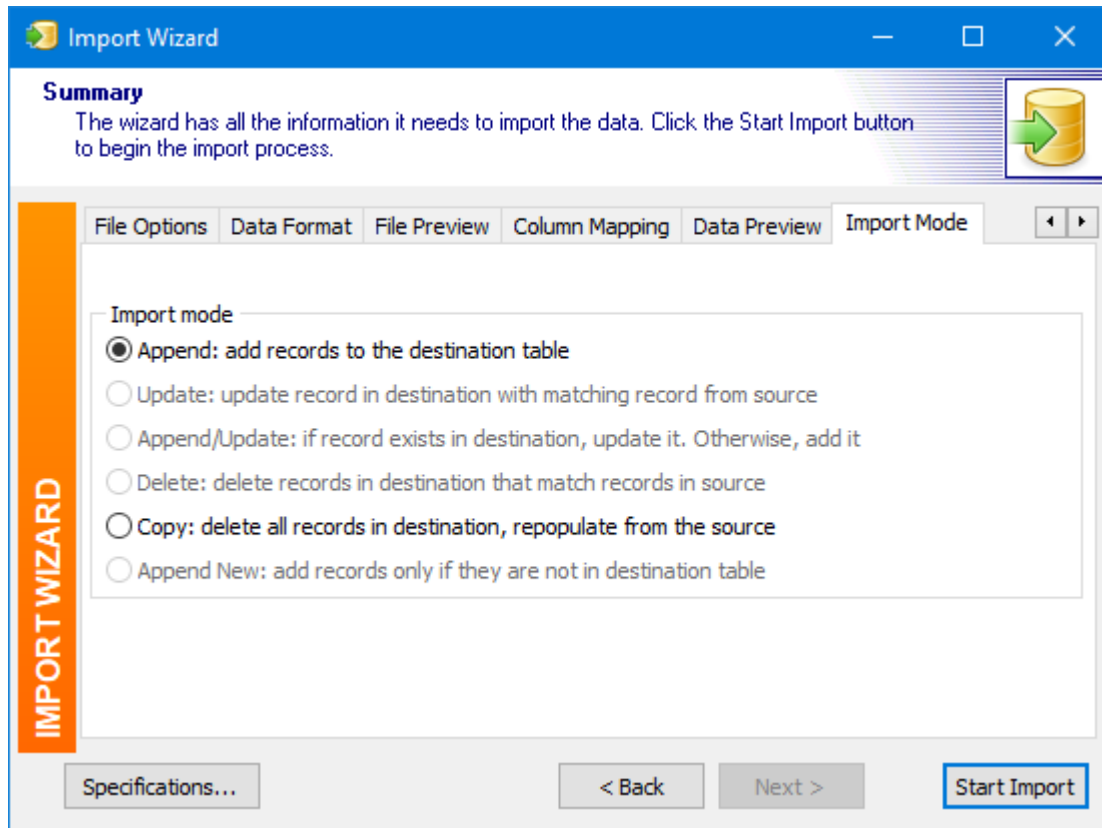 Import Wizard
Summary
The wizard has all the information it needs to import the data. Click the Start Import button
to begin the import process.
File Options Data Format File Preview Column Mapping Data Preview Import Mode
Import mode
Append: add records to the destination table
Update: update record in destination with matching record from source
Append/Update: if record exists in destination, update it. Otherwise, add it
Delete: delete records in destination that match records in source
Copy: delete all records in destination, repopulate from the source
Append New: add records only if they are not in destination table
IMPORT WIZARD
Specifications... < Back Next > Start Import